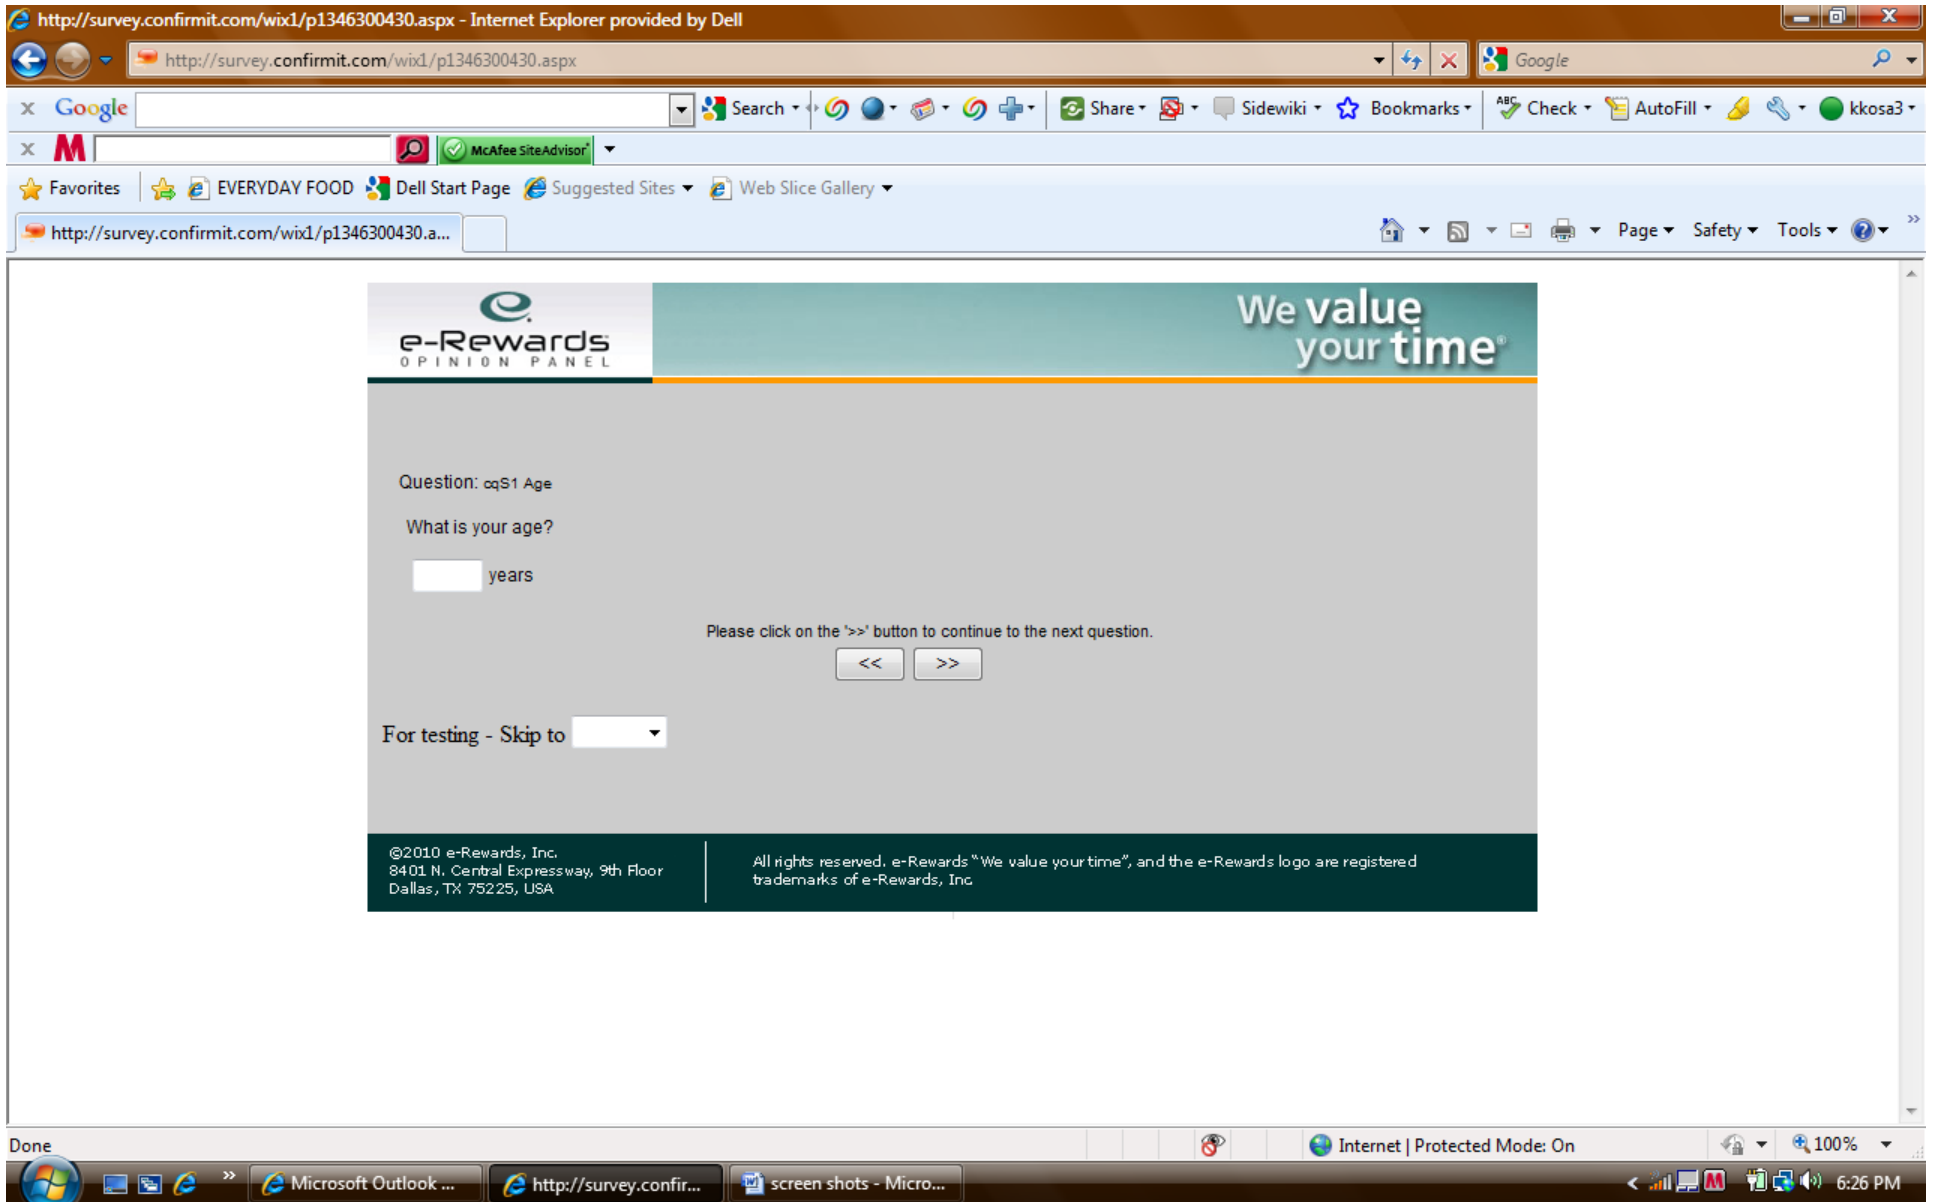 http://survey.confirmit.com/wix1/p1346300430.aspx - Internet Explorer provided by Dell
http://survey.confirmit.com/wix1/p1346300430.aspx
Google
x Google Search Share Sidewiki Bookmarks Check AutoFill kkosa3
x McAfee SiteAdvisor
Favorites EVERYDAY FOOD Dell Start Page Suggested Sites Web Slice Gallery
http://survey.confirmit.com/wix1/p1346300430.a... Page Safety Tools
e-Rewards
OPINION PANEL
We value
your time®
Question: cqS1 Age
What is your age?
years
Please click on the '>>' button to continue to the next question.
<< >>
For testing - Skip to
©2010 e-Rewards, Inc.
8401 N. Central Expressway, 9th Floor
Dallas, TX 75225, USA
All rights reserved. e-Rewards "We value your time", and the e-Rewards logo are registered
trademarks of e-Rewards, Inc
Done Internet | Protected Mode: On 100%
Microsoft Outlook ... http://survey.confir... screen shots - Micro... 6:26 PM